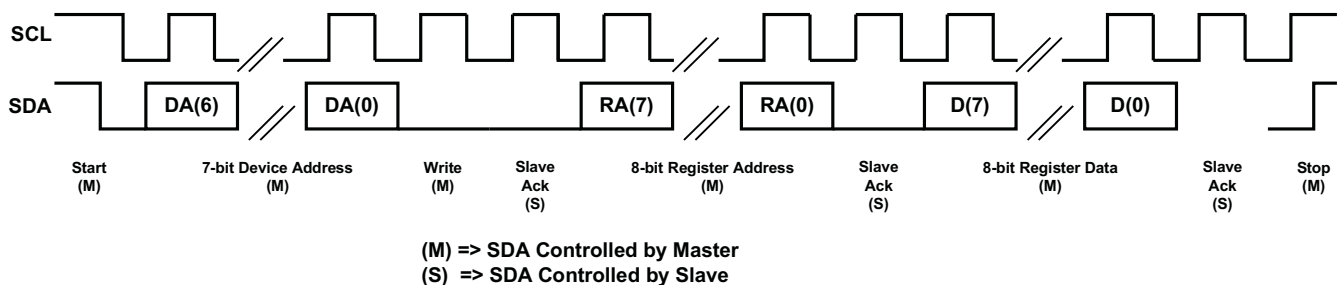 SCL
SDA
DA(6)
DA(0)
RA(7)
RA(0)
D(7)
D(0)
Start
(M)
7-bit Device Address
(M)
Write
(M)
Slave
Ack
(S)
8-bit Register Address
(M)
Slave
Ack
(S)
8-bit Register Data
(M)
Slave
Ack
(S)
Stop
(M)
(M) => SDA Controlled by Master
(S) => SDA Controlled by Slave